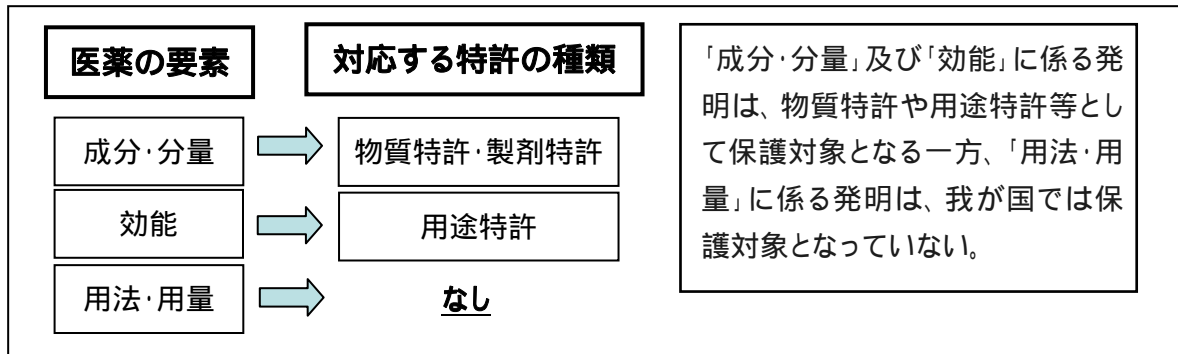 医薬の要素
対応する特許の種類
成分・分量
物質特許・製剤特許
効能
用途特許
用法・用量
なし
「成分・分量」及び「効能」に係る発
明は、物質特許や用途特許等とし
て保護対象となる一方、「用法・用
量」に係る発明は、我が国では保
護対象となっていない。